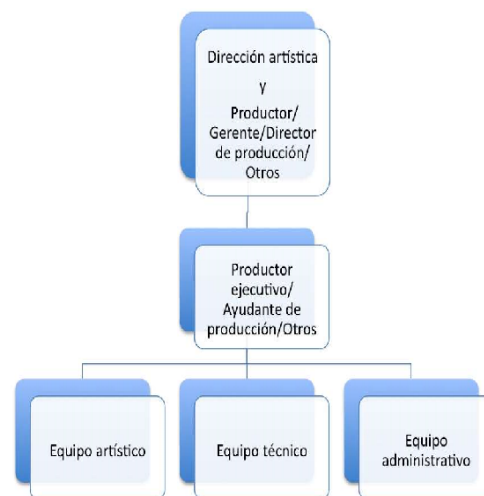 Dirección artística
y
Productor/
Gerente/Director
de producción/
Otros
Productor
ejecutivo/
Ayudante de
producción/Otros
Equipo artístico
Equipo técnico
Equipo
administrativo